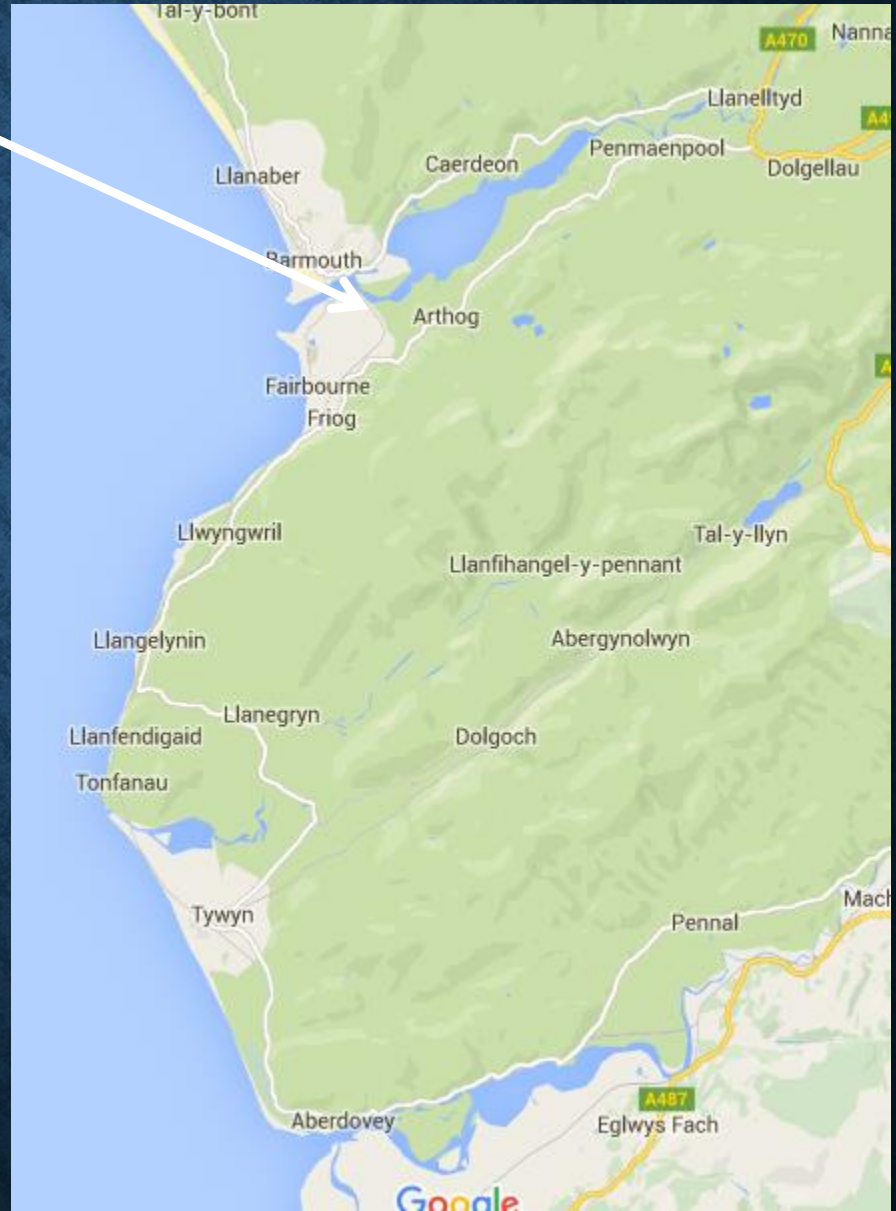 Tal-y-bont
A470
Nanna
Llanelltyd
A4
Penmaenpool
Caerdeon
Dolgellau
Llanaber
Barmouth
Arthog
Fairbourne
Friog
A
Llwyngwril
Tal-y-llyn
Llanfihangel-y-pennant
Llangelynin
Abergynolwyn
Llanegryn
Llanfendigaid
Dolgoch
Tonfanau
Mach
Tywyn
Pennal
A487
Aberdovey
Eglwys Fach
Google